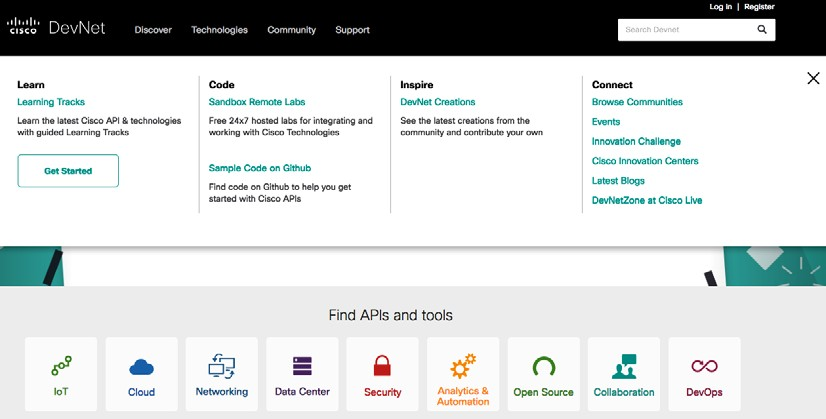 Log in | Register
CISCO DevNet Discover Technologies Community Support Search Devnet
Learn
Learning Tracks
Learn the latest Cisco API & technologies
with guided Learning Tracks
Get Started
Code
Sandbox Remote Labs
Free 24x7 hosted labs for integrating and
working with Cisco Technologies
Sample Code on Github
Find code on Github to help you get
started with Cisco APIs
Inspire
DevNet Creations
See the latest creations from the
community and contribute your own
Connect
Browse Communities
Events
Innovation Challenge
Cisco Innovation Centers
Latest Blogs
DevNetZone at Cisco Live
Find APIs and tools
IoT
Cloud
Networking
Data Center
Security
Analytics &
Automation
Open Source
Collaboration
DevOps